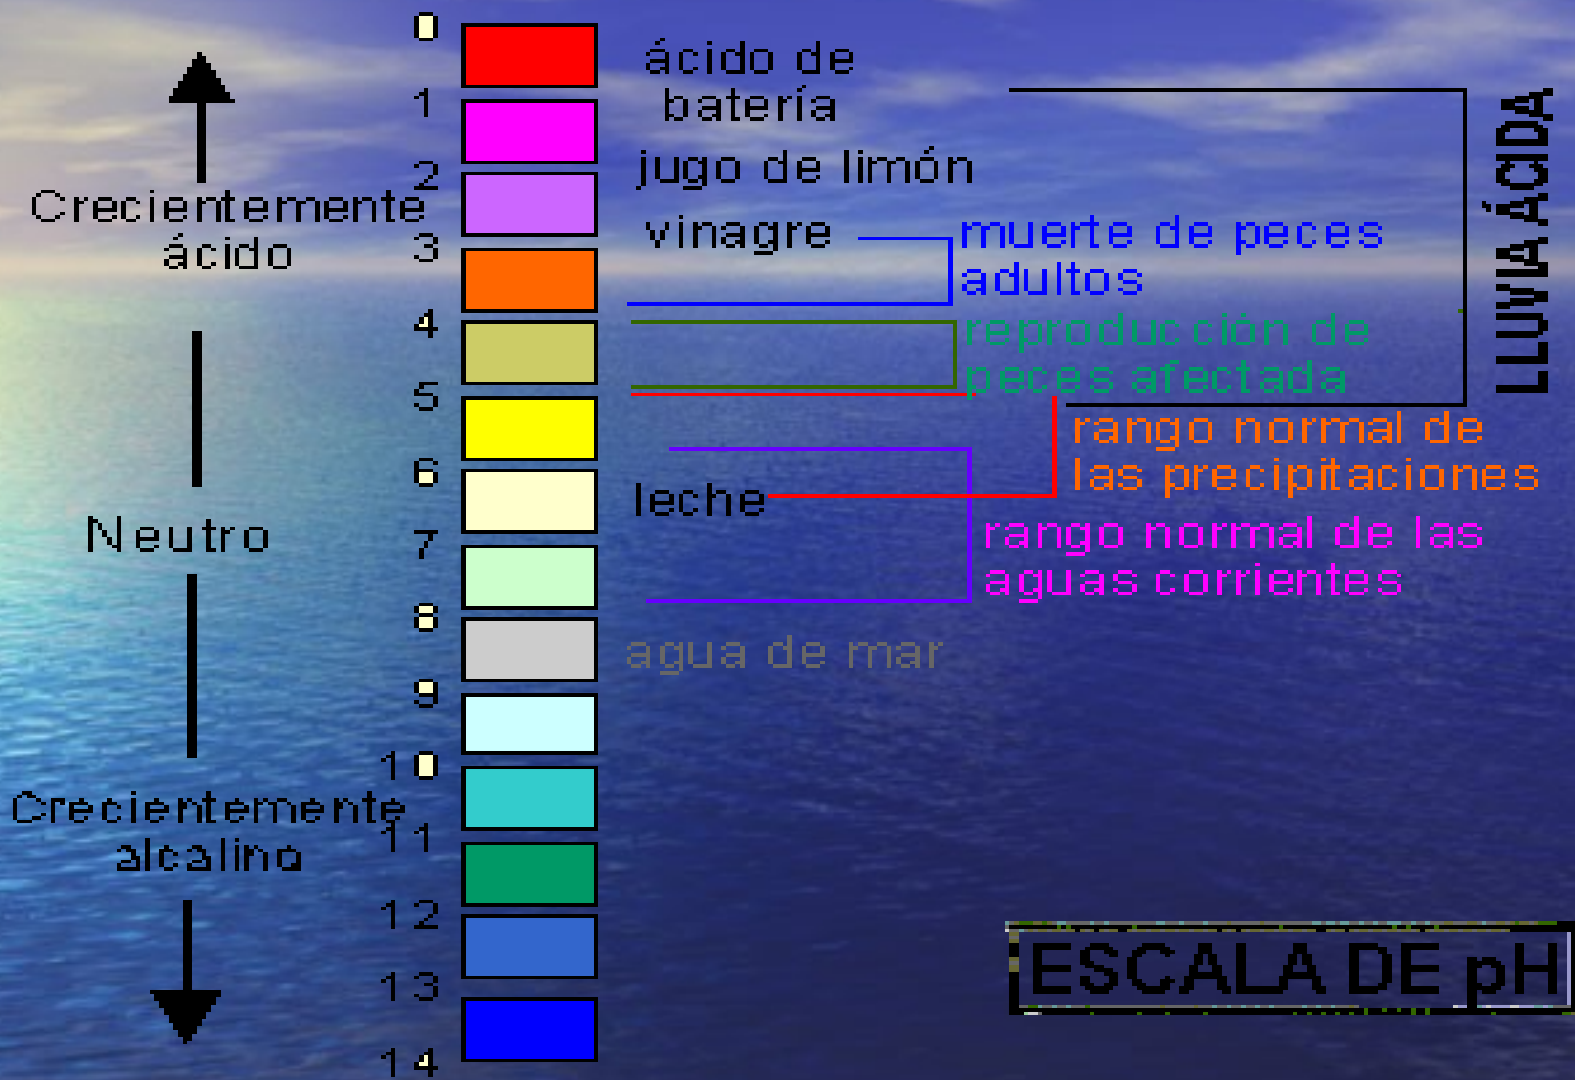 0
ácido de
batería
1
jugo de limón
2
Crecientemente
ácido
vinagre
muerte de peces
adultos
3
LLUVIA ÁCIDA
4
reproducción de
peces afectada
5
rango normal de
las precipitaciones
6
leche
Neutro
rango normal de las
aguas corrientes
7
8
agua de mar
9
10
Crecientemente
alcalino
11
12
13
14
ESCALA DE pH